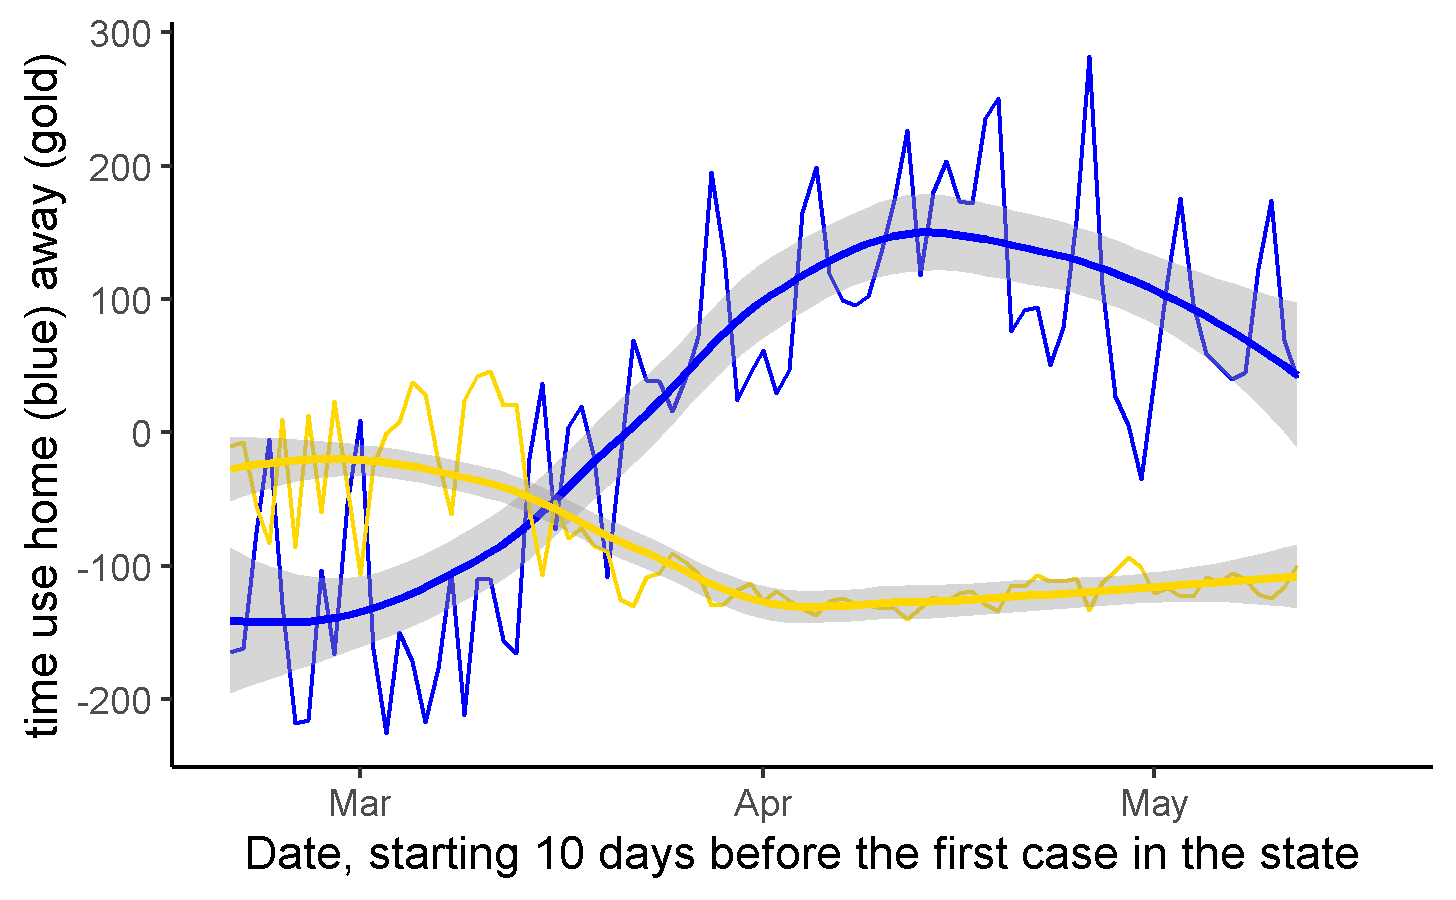 time use home (blue) away (gold)
300
200
100
0
-100
-200
Mar
Apr
May
Date, starting 10 days before the first case in the state